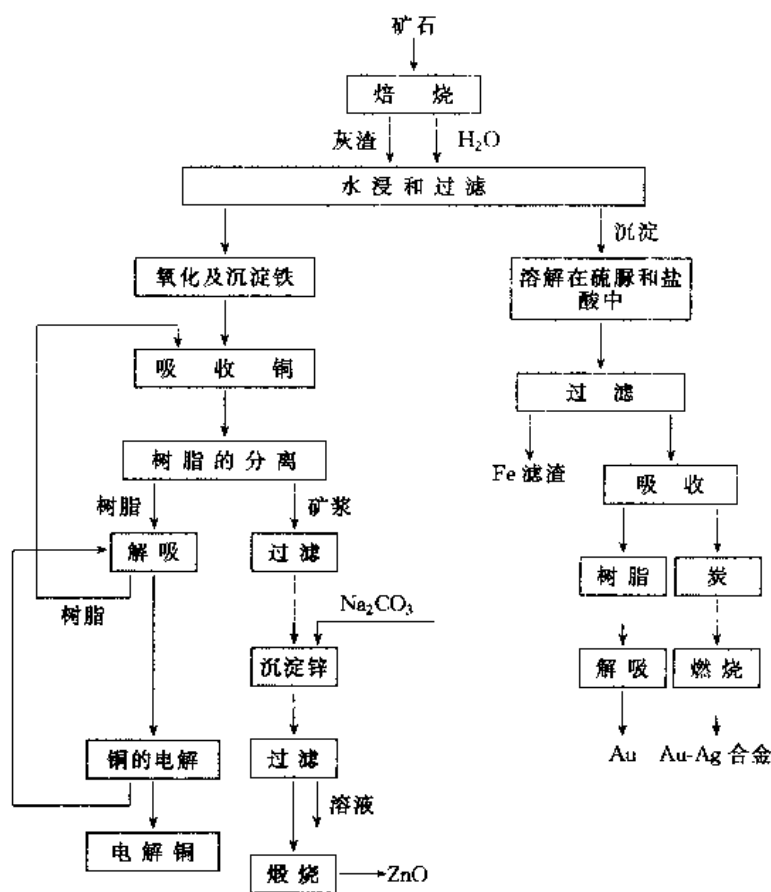 矿石
焙 烧
灰渣 H₂O
水浸和过滤
沉淀
氧化及沉淀铁
溶解在硫脲和盐
酸中
吸 收 铜
过 滤
树脂的分离
Fe滤渣
吸 收
树脂 矿浆
解吸
过滤
树脂
炭
树脂
Na₂CO₃
沉淀锌
解吸
燃烧
铜的电解
过滤
Au Au-Ag合金
溶液
电解铜
煅烧
ZnO